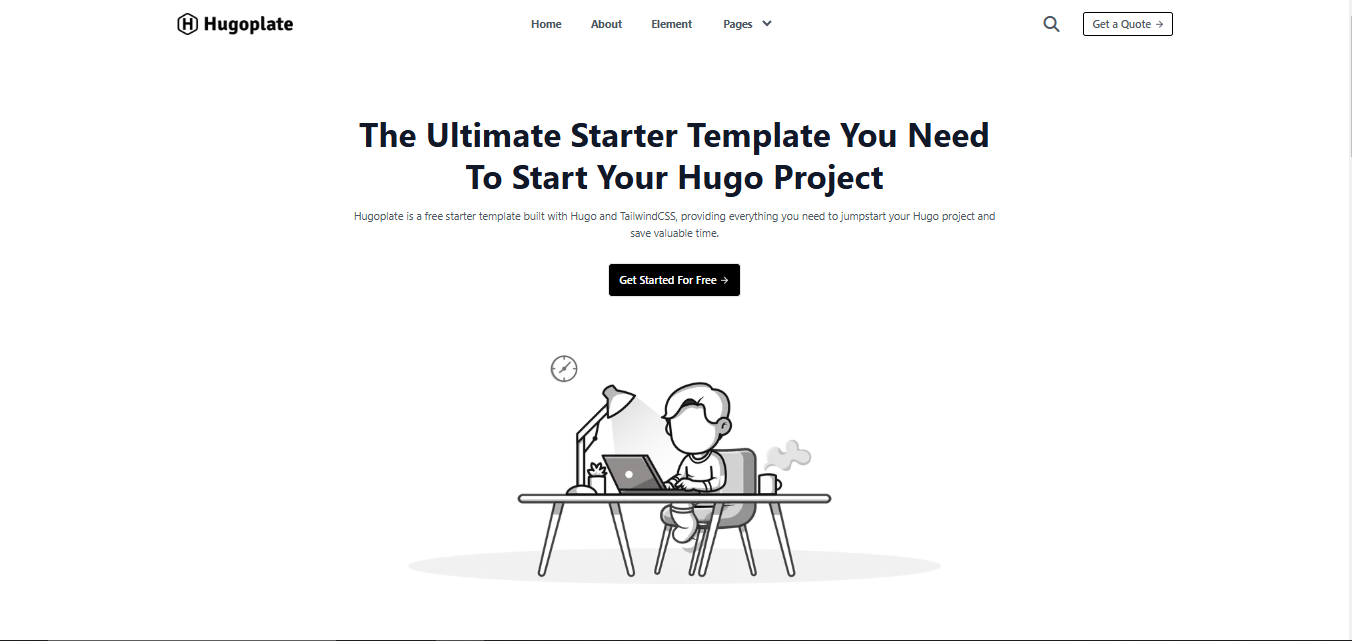 Hugoplate
Home About Element Pages
Get a Quote →
The Ultimate Starter Template You Need
To Start Your Hugo Project
Hugoplate is a free starter template built with Hugo and TailwindCSS, providing everything you need to jumpstart your Hugo project and
save valuable time.
Get Started For Free →